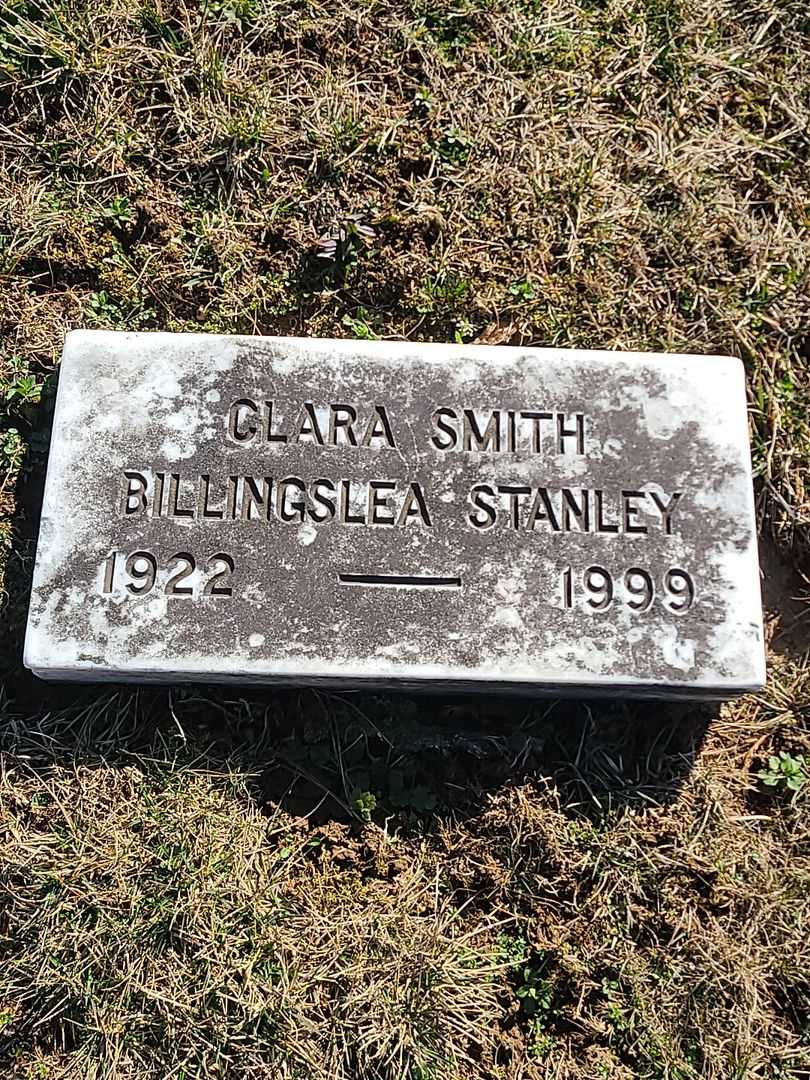 CLARA SMITH
BILLINGSLEA STANLEY
1922 — 1999